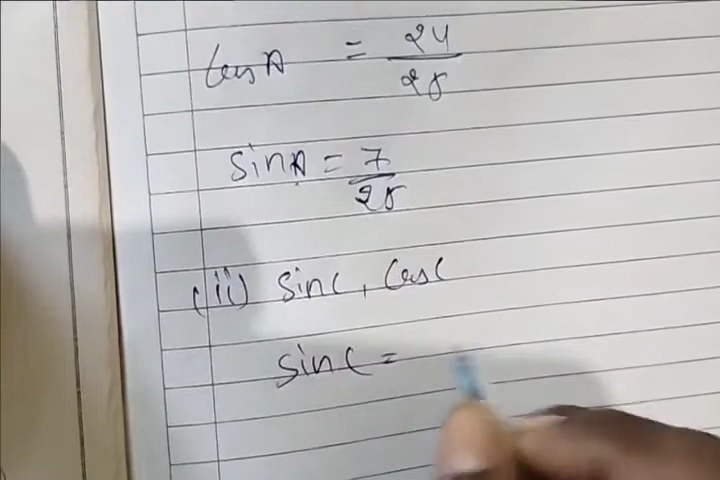 cosA = 24/25
sinA = 7/25
(ii) sinC, cosC
sinC =